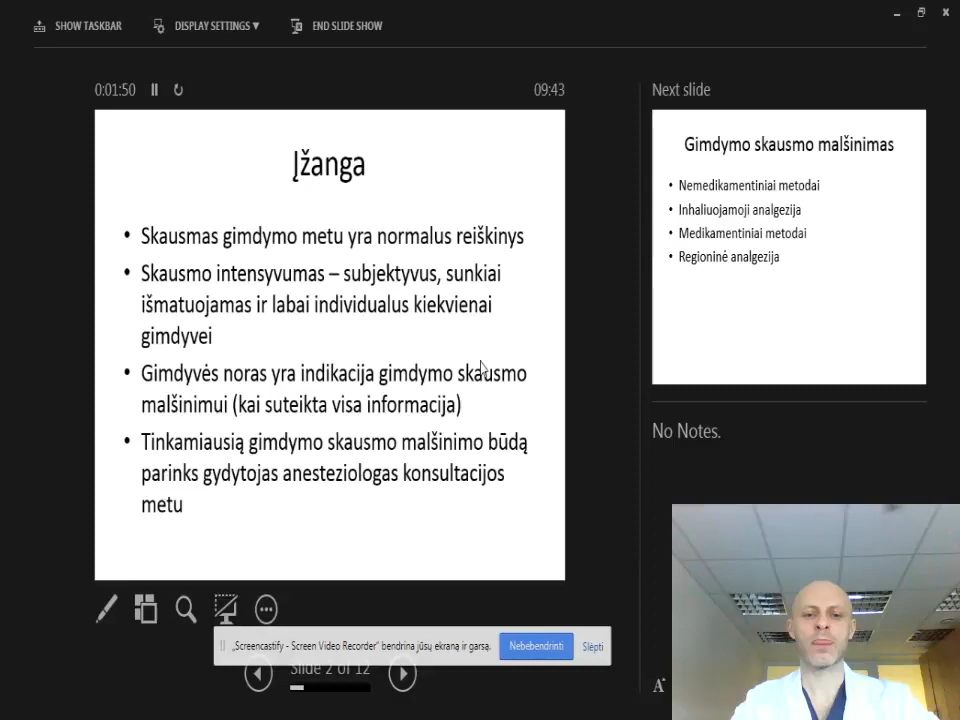 SHOW TASKBAR
DISPLAY SETTINGS ▼
END SLIDE SHOW
0:01:50
09:43
Įžanga
• Skausmas gimdymo metu yra normalus reiškinys
• Skausmo intensyvumas – subjektyvus, sunkiai
išmatuojamas ir labai individualus kiekvienai
gimdyvei
• Gimdyvės noras yra indikacija gimdymo skausmo
malšinimui (kai suteikta visa informacija)
• Tinkamiausią gimdymo skausmo malšinimo būdą
parinks gydytojas anesteziologas konsultacijos
metu
Next slide
Gimdymo skausmo malšinimas
• Nemedikamentiniai metodai
• Inhaliuojamoji analgezija
• Medikamentiniai metodai
• Regioninė analgezija
No Notes.
„Screencastify - Screen Video Recorder“ bendrina jūsų ekraną ir garsą.
Nebebendrinti
Slėpti
Slide 2 of 12
A